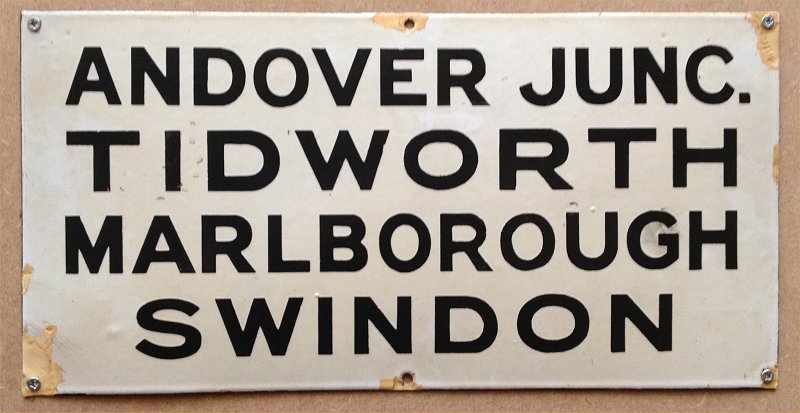 ANDOVER JUNC.
TIDWORTH
MARLBOROUGH
SWINDON